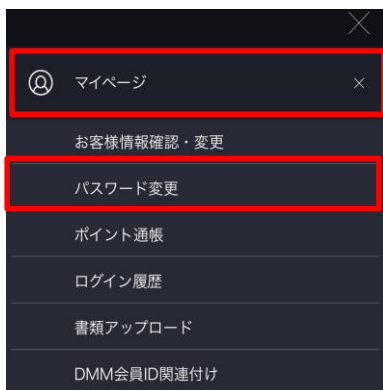 マイページ
お客様情報確認・変更
パスワード変更
ポイント通帳
ログイン履歴
書類アップロード
DMM会員ID関連付け